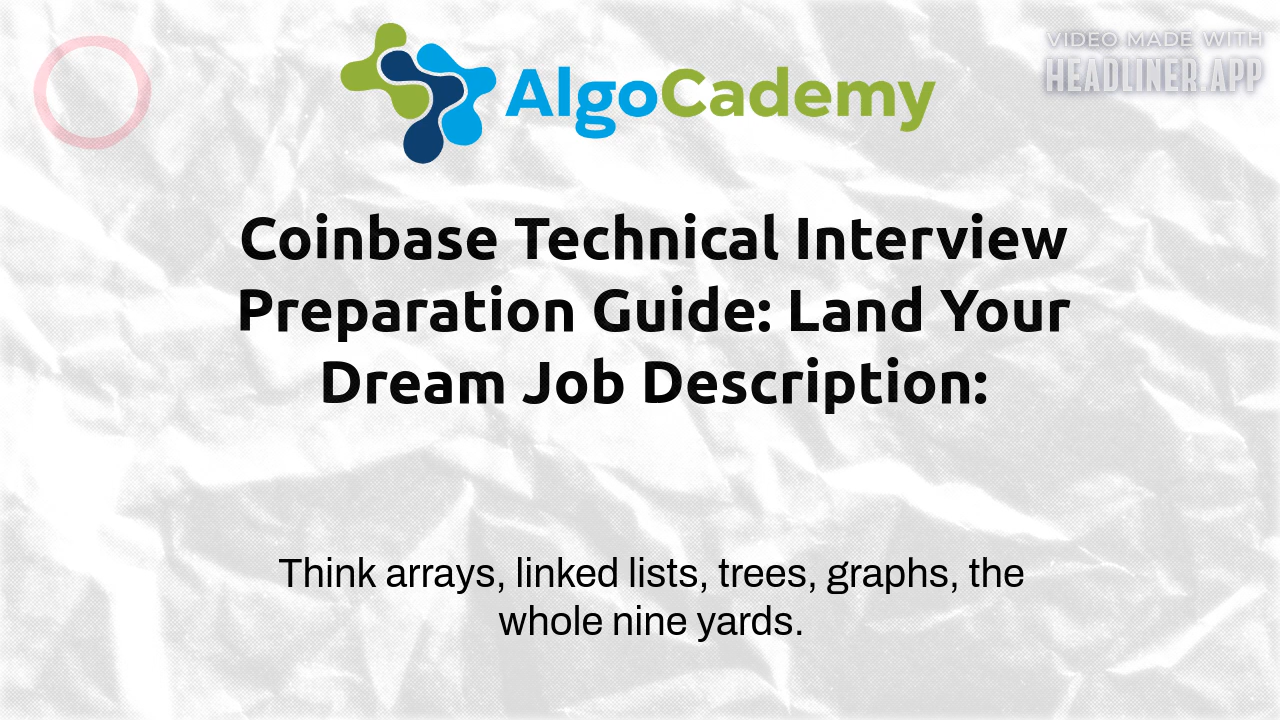 VIDEO MADE WITH
HEADLINER.APP
AlgoCademy
Coinbase Technical Interview
Preparation Guide: Land Your
Dream Job Description:
Think arrays, linked lists, trees, graphs, the
whole nine yards.